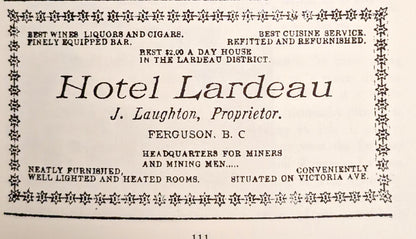 BEST WINES LIQUORS AND CIGARS. BEST CUISINE SERVICE.
FINELY EQUIPPED BAR. REFITTED AND REFURNISHED.
BEST $2.00 A DAY HOUSE
IN THE LARDEAU DISTRICT.
Hotel Lardeau
J. Laughton, Proprietor.
FERGUSON, B. C
HEADQUARTERS FOR MINERS
AND MINING MEN.....
NEATLY FURNISHED, CONVENIENTLY
WELL LIGHTED AND HEATED ROOMS. SITUATED ON VICTORIA AVE.
111